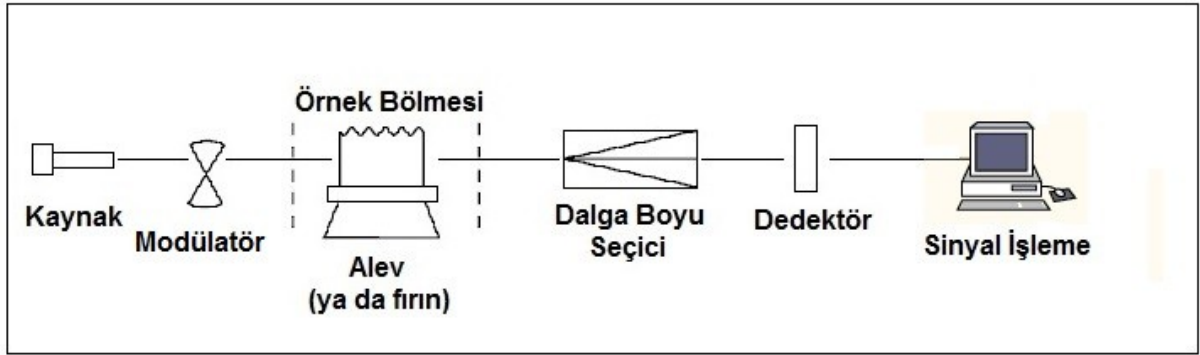 Örnek Bölmesi
Kaynak
Modülatör
Alev
(ya da fırın)
Dalga Boyu
Seçici
Dedektör
Sinyal İşleme